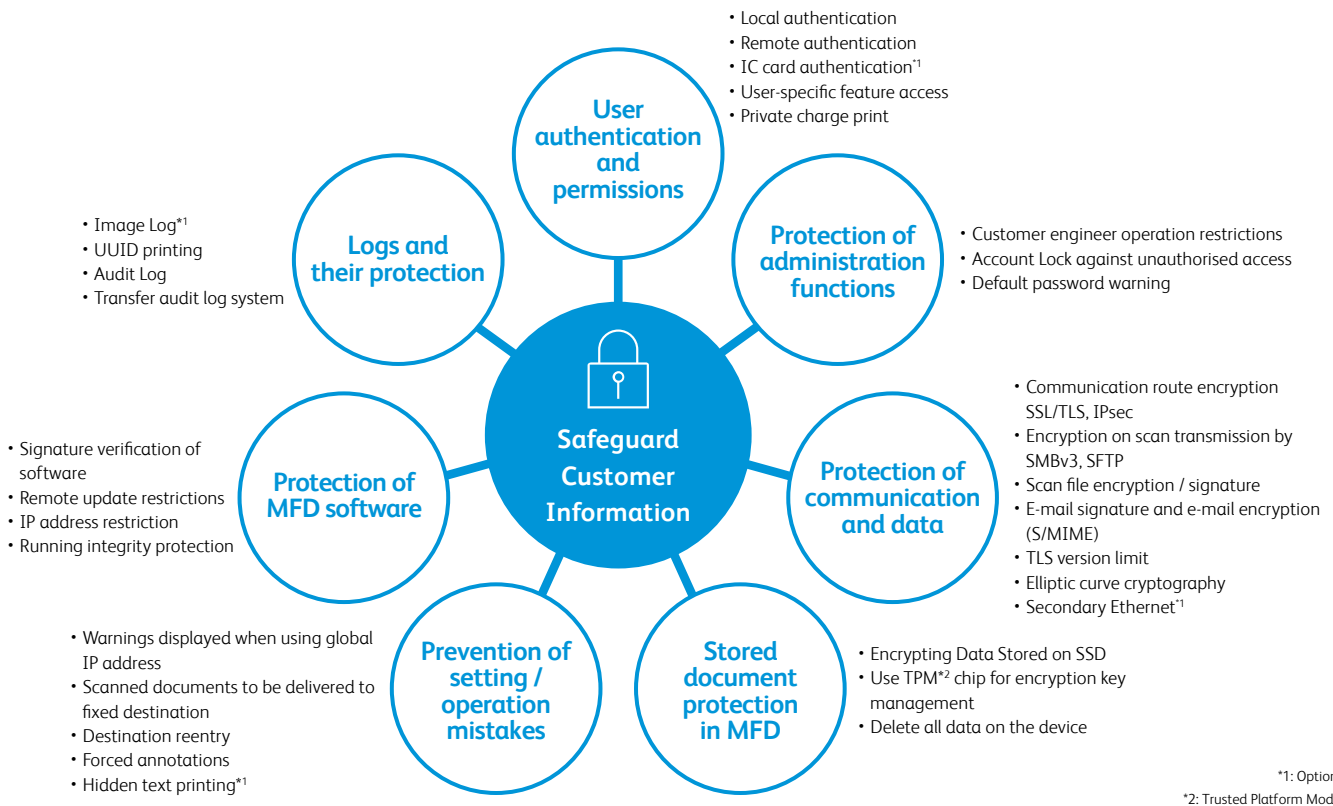 • Local authentication
• Remote authentication
• IC card authentication*1
• User-specific feature access
• Private charge print
User
authentication
and
permissions
• Image Log*1
• UUID printing
• Audit Log
• Transfer audit log system
Logs and
their protection
Protection of
administration
functions
• Customer engineer operation restrictions
• Account Lock against unauthorised access
• Default password warning
Safeguard
Customer
Information
• Signature verification of
software
• Remote update restrictions
• IP address restriction
• Running integrity protection
Protection of
MFD software
Protection of
communication
and data
• Communication route encryption
SSL/TLS, IPsec
• Encryption on scan transmission by
SMBv3, SFTP
• Scan file encryption / signature
• E-mail signature and e-mail encryption
(S/MIME)
• TLS version limit
• Elliptic curve cryptography
• Secondary Ethernet*1
• Warnings displayed when using global
IP address
• Scanned documents to be delivered to
fixed destination
• Destination reentry
• Forced annotations
• Hidden text printing*1
Prevention of
setting /
operation
mistakes
Stored
document
protection
in MFD
• Encrypting Data Stored on SSD
• Use TPM*2 chip for encryption key
management
• Delete all data on the device
*1: Option
*2: Trusted Platform Mod